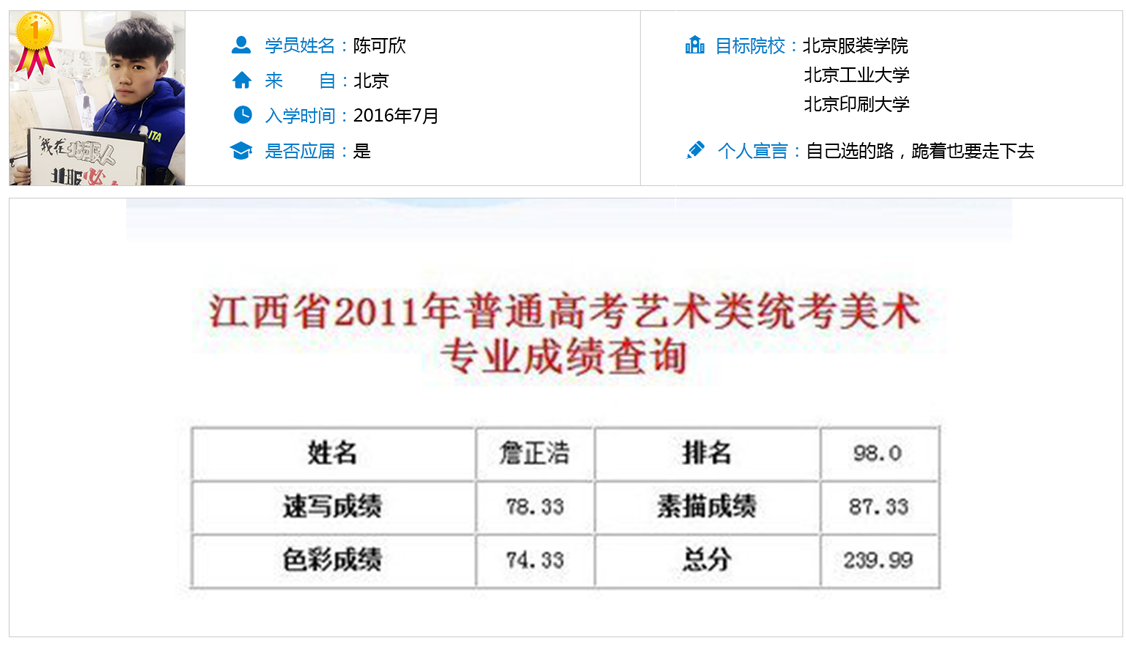 1
学员姓名：陈可欣
来 自：北京
入学时间：2016年7月
是否应届：是
目标院校：北京服装学院
北京工业大学
北京印刷大学
个人宣言：自己选的路，跪着也要走下去
ITA
我在北服人
北服必
江西省2011年普通高考艺术类统考美术
专业成绩查询
姓名 詹正浩 排名 98.0
速写成绩 78.33 素描成绩 87.33
色彩成绩 74.33 总分 239.99